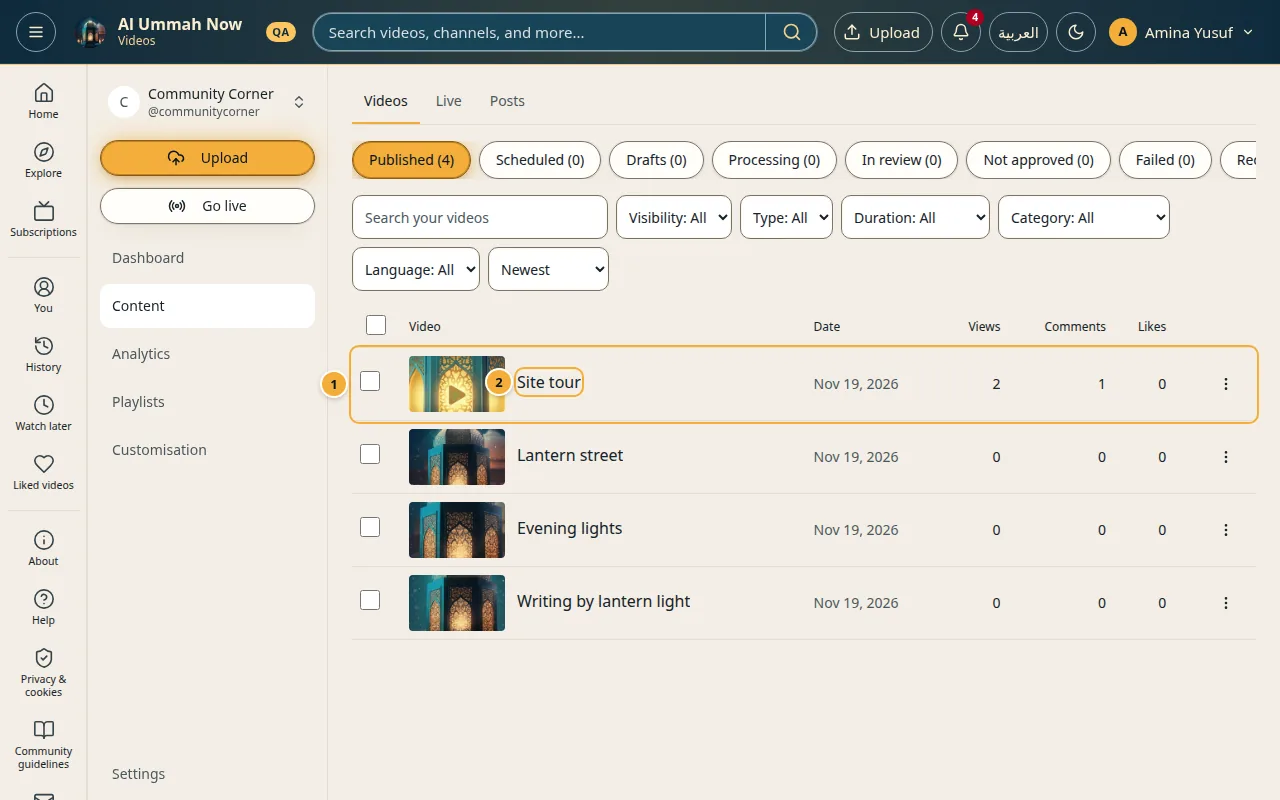 Al Ummah Now
Videos
QA
Search videos, channels, and more...
Upload
4
العربية
A
Amina Yusuf
Home
Explore
Subscriptions
You
History
Watch later
Liked videos
About
Help
Privacy &
cookies
Community
guidelines
C
Community Corner
@communitycorner
Upload
Go live
Dashboard
Content
Analytics
Playlists
Customisation
Settings
Videos Live Posts
Published (4) Scheduled (0) Drafts (0) Processing (0) In review (0) Not approved (0) Failed (0)
Search your videos Visibility: All Type: All Duration: All Category: All
Language: All Newest
Video Date Views Comments Likes
1 2 Site tour Nov 19, 2026 2 1 0
Lantern street Nov 19, 2026 0 0 0
Evening lights Nov 19, 2026 0 0 0
Writing by lantern light Nov 19, 2026 0 0 0